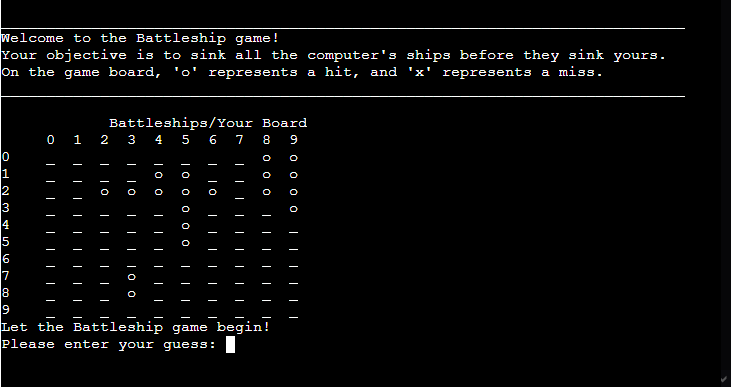 Welcome to the Battleship game!
Your objective is to sink all the computer's ships before they sink yours.
On the game board, 'o' represents a hit, and 'x' represents a miss.
Battleships/Your Board
0 1 2 3 4 5 6 7 8 9
0 _ _ _ _ _ _ _ _ o o
1 _ _ _ _ o o _ _ o o
2 _ _ o o o o o _ o o
3 _ _ _ _ _ o _ _ _ o
4 _ _ _ _ _ o _ _ _ _
5 _ _ _ _ _ o _ _ _ _
6 _ _ _ _ _ _ _ _ _ _
7 _ _ _ o _ _ _ _ _ _
8 _ _ _ o _ _ _ _ _ _
9 _ _ _ _ _ _ _ _ _ _
Let the Battleship game begin!
Please enter your guess: